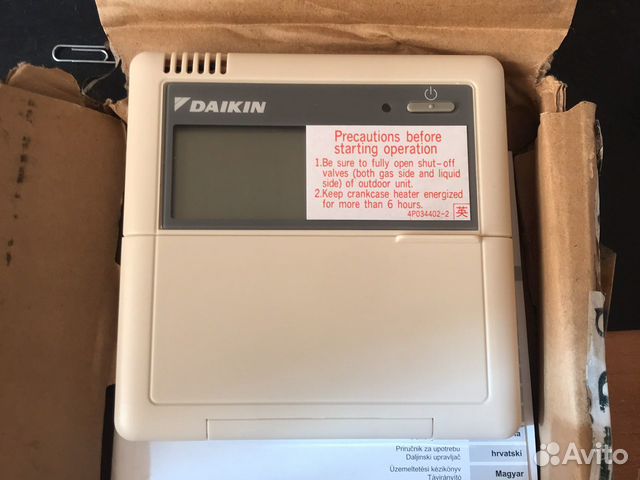 DAIKIN
Precautions before
starting operation
1.Be sure to fully open shut-off
valves (both gas side and liquid
side) of outdoor unit.
2.Keep crankcase heater energized
for more than 6 hours.
4P034402-2 英
Priručnik za upotrebu
Daljinski upravljač
hrvatski
Üzemeltetési kézikönyv
Távirányító
Magyar
Avito